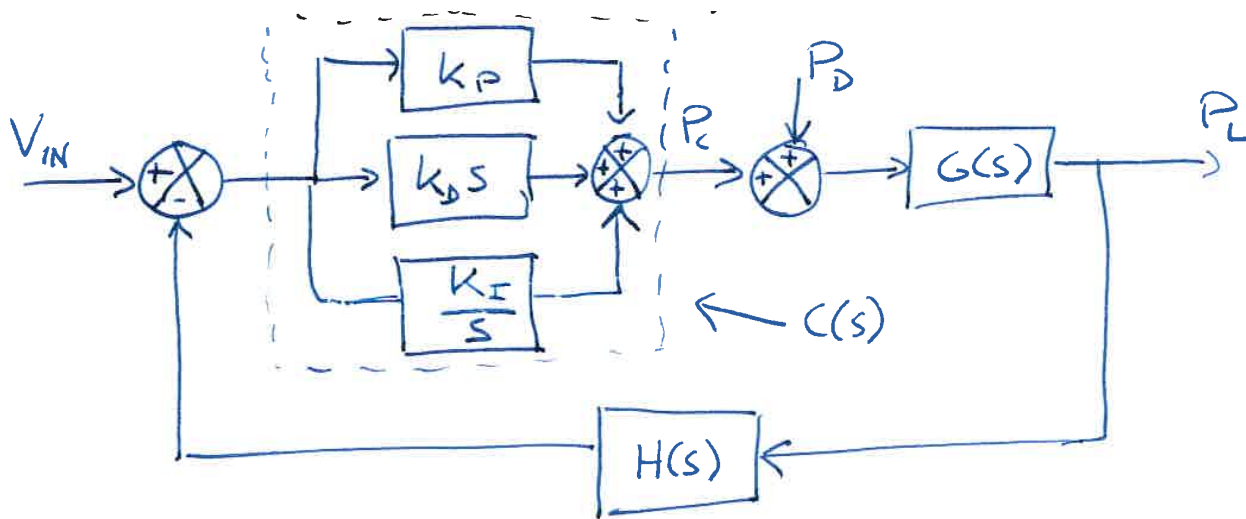 K_P
P_D
V_IN
+
-
K_D S
+
+
+
P_C
+
+
G(S)
P_L
K_I
S
C(S)
H(S)